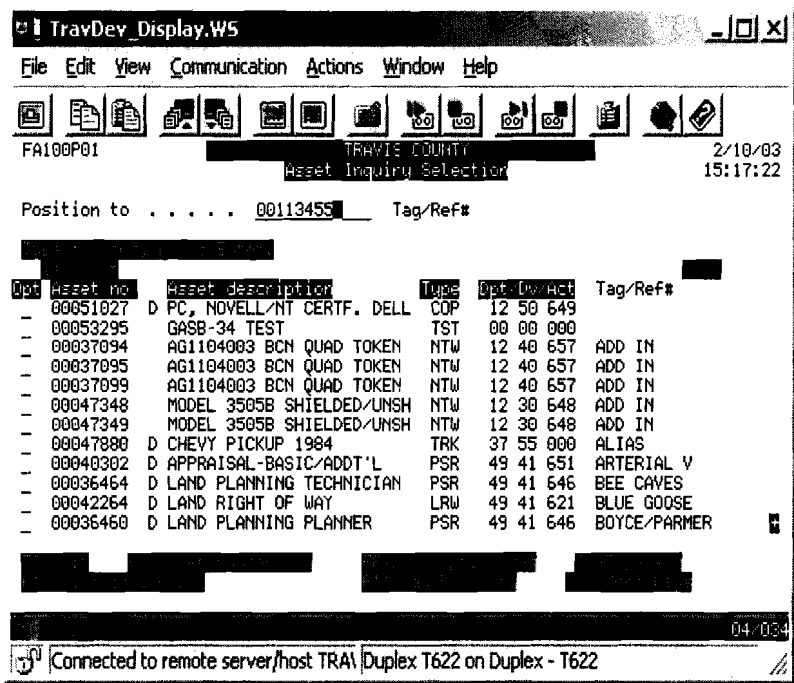 TravDev_Display.WS
File Edit View Communication Actions Window Help
FA100P01 TRAVIS COUNTY 2/10/03
Asset Inquiry Selection 15:17:22
Position to . . . . . 00113455 Tag/Ref#
Opt Asset no Asset description Type Dpt/Dv/Act Tag/Ref#
_ 00051027 D PC, NOVELL/NT CERTF. DELL COP 12 50 649
_ 00053295 GASB-34 TEST TST 00 00 000
_ 00037094 AG1104003 BCN QUAD TOKEN NTW 12 40 657 ADD IN
_ 00037095 AG1104003 BCN QUAD TOKEN NTW 12 40 657 ADD IN
_ 00037099 AG1104003 BCN QUAD TOKEN NTW 12 40 657 ADD IN
_ 00047348 MODEL 3505B SHIELDED/UNSH NTW 12 30 648 ADD IN
_ 00047349 MODEL 3505B SHIELDED/UNSH NTW 12 30 648 ADD IN
_ 00047880 D CHEVY PICKUP 1984 TRK 37 55 000 ALIAS
_ 00040302 D APPRAISAL-BASIC/ADDT'L PSR 49 41 651 ARTERIAL V
_ 00036464 D LAND PLANNING TECHNICIAN PSR 49 41 646 BEE CAVES
_ 00042264 D LAND RIGHT OF WAY LRW 49 41 621 BLUE GOOSE
_ 00036460 D LAND PLANNING PLANNER PSR 49 41 646 BOYCE/PARMER +
04/034
Connected to remote server/host TRAV Duplex T622 on Duplex - T622